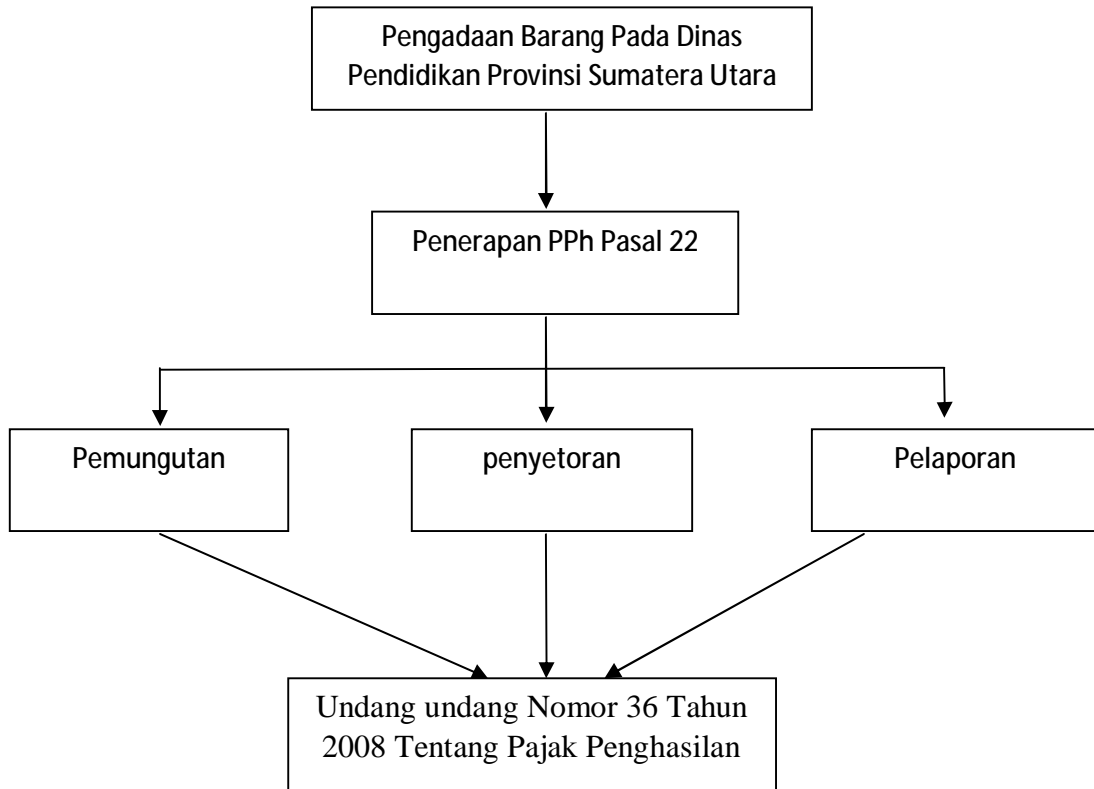 Pengadaan Barang Pada Dinas
Pendidikan Provinsi Sumatera Utara
Penerapan PPh Pasal 22
Pemungutan
penyetoran
Pelaporan
Undang undang Nomor 36 Tahun
2008 Tentang Pajak Penghasilan